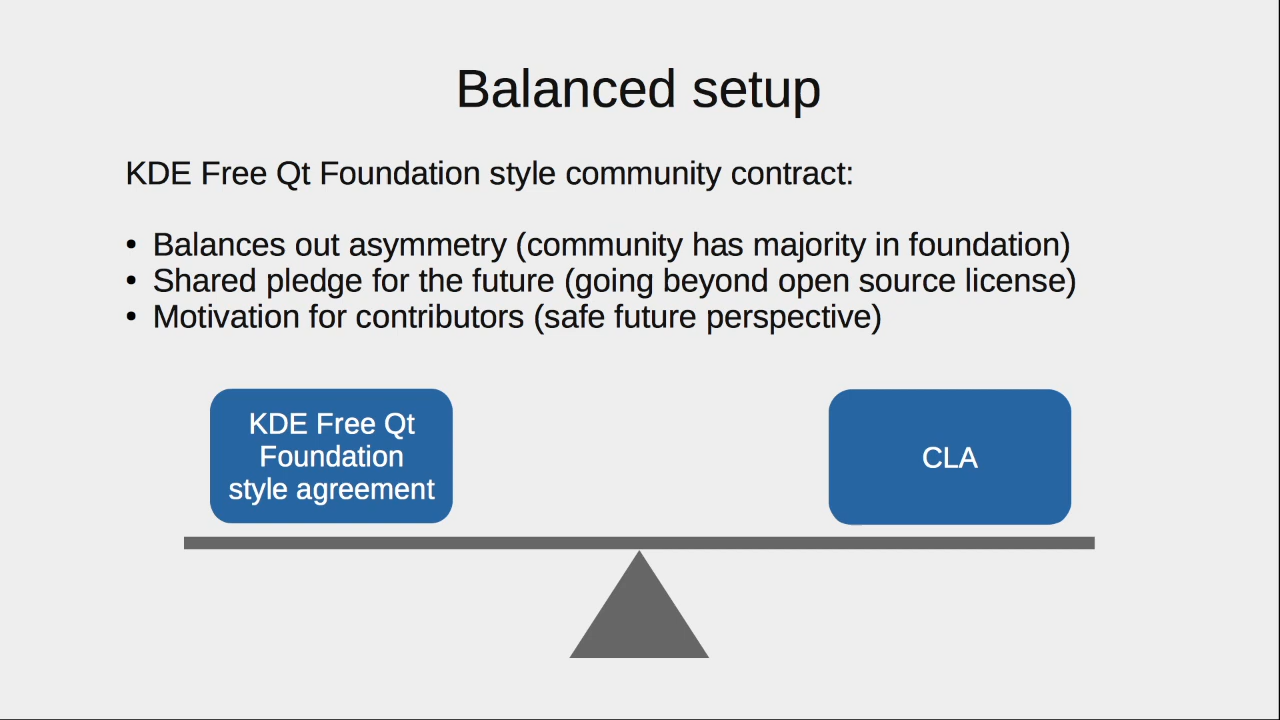 Balanced setup
KDE Free Qt Foundation style community contract:
• Balances out asymmetry (community has majority in foundation)
• Shared pledge for the future (going beyond open source license)
• Motivation for contributors (safe future perspective)
KDE Free Qt
Foundation
style agreement
CLA